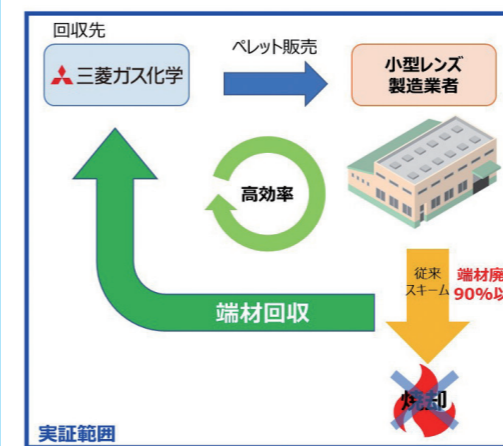 回収先
三菱ガス化学
ペレット販売
小型レンズ
製造業者
高効率
従来
スキーム
端材廃
90%以
端材回収
焼却
実証範囲